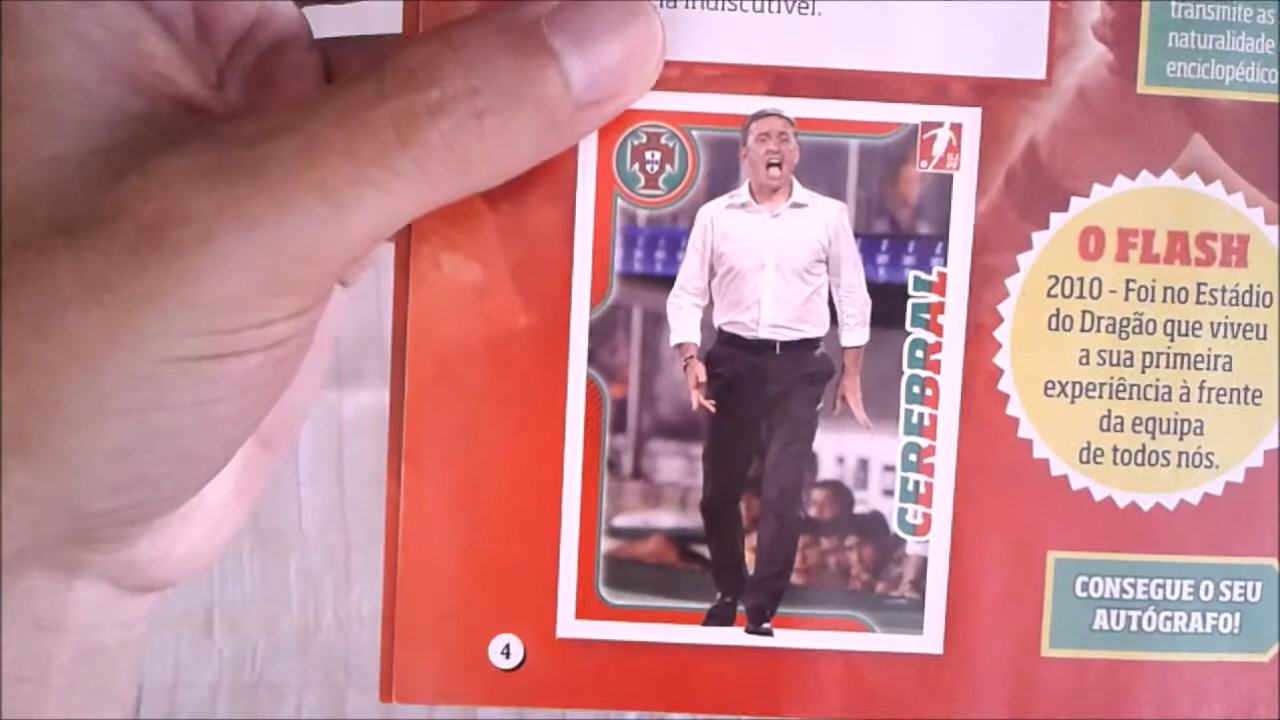 indiscutível.
transmite as
naturalidade
enciclopédico
O FLASH
2010 - Foi no Estádio
do Dragão que viveu
a sua primeira
experiência à frente
da equipa
de todos nós.
CEREBRAL
CONSEGUE O SEU
AUTÓGRAFO!
4